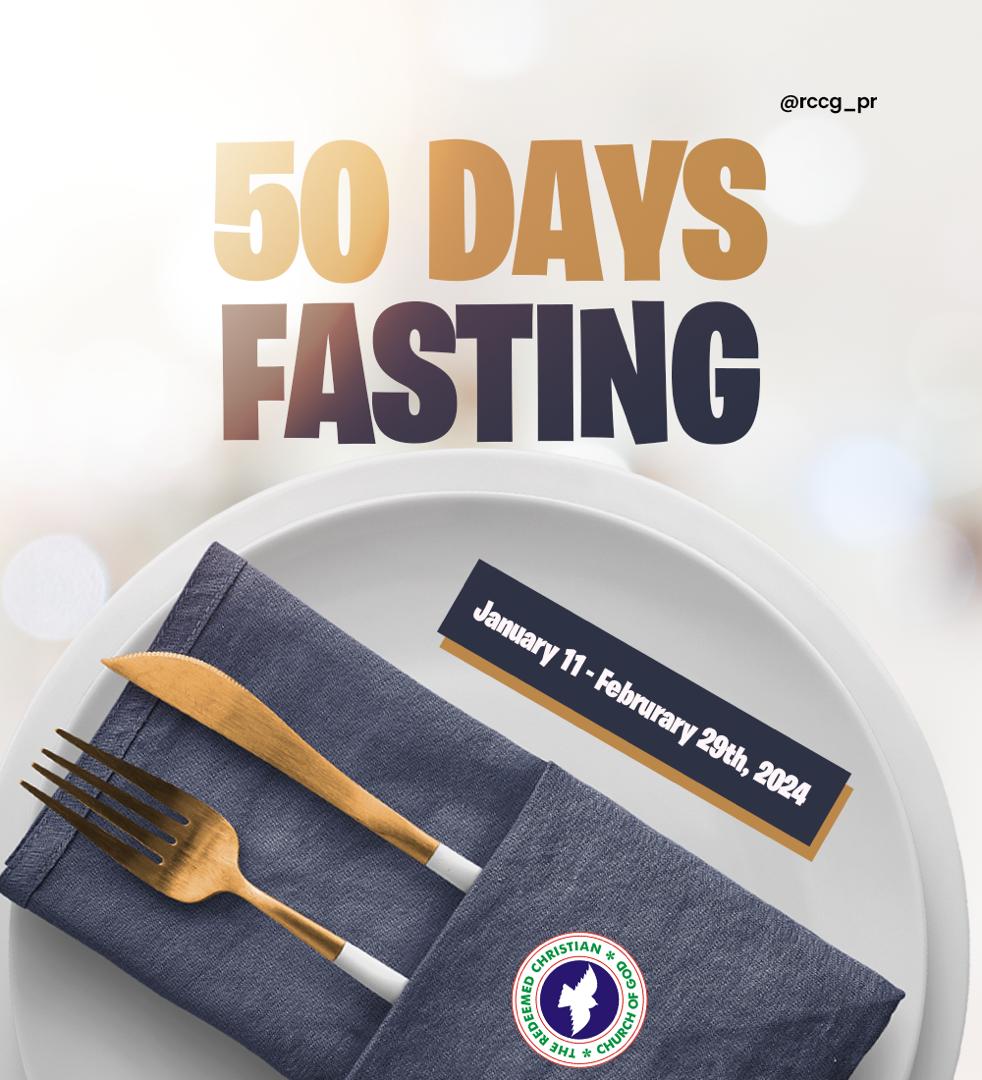 @rccg_pr
50 DAYS
FASTING
January 11 - Februrary 29th, 2024
THE REDEEMED CHRISTIAN * CHURCH OF GOD *